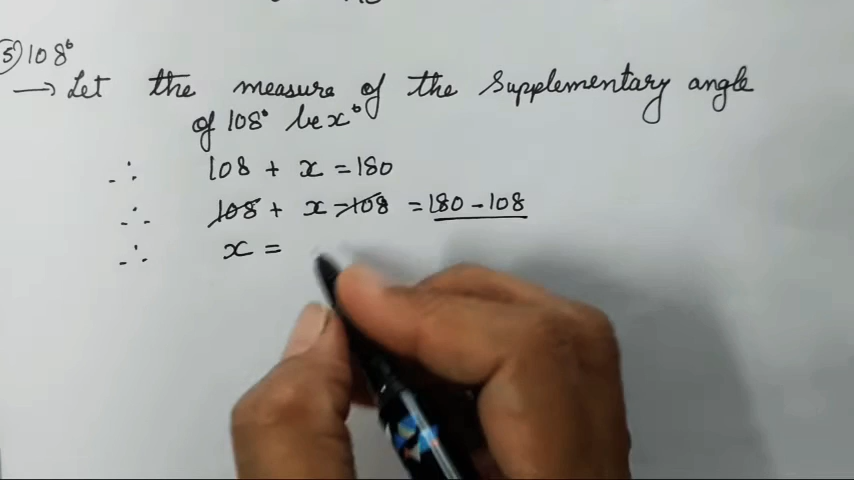 5) 108°
→ Let the measure of the Supplementary angle
of 108° be x°
∴ 108 + x = 180
∴ 108 + x - 108 = 180 - 108
∴ x =